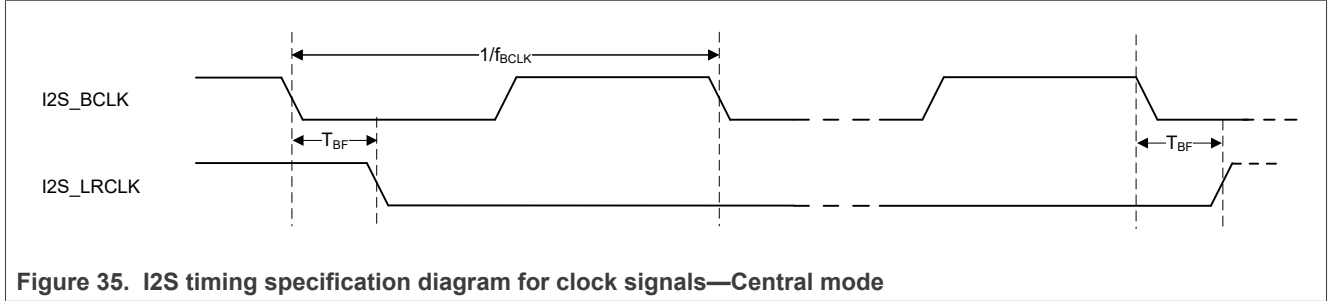 1/fBCLK
I2S_BCLK
TBF
TBF
I2S_LRCLK
Figure 35. I2S timing specification diagram for clock signals—Central mode